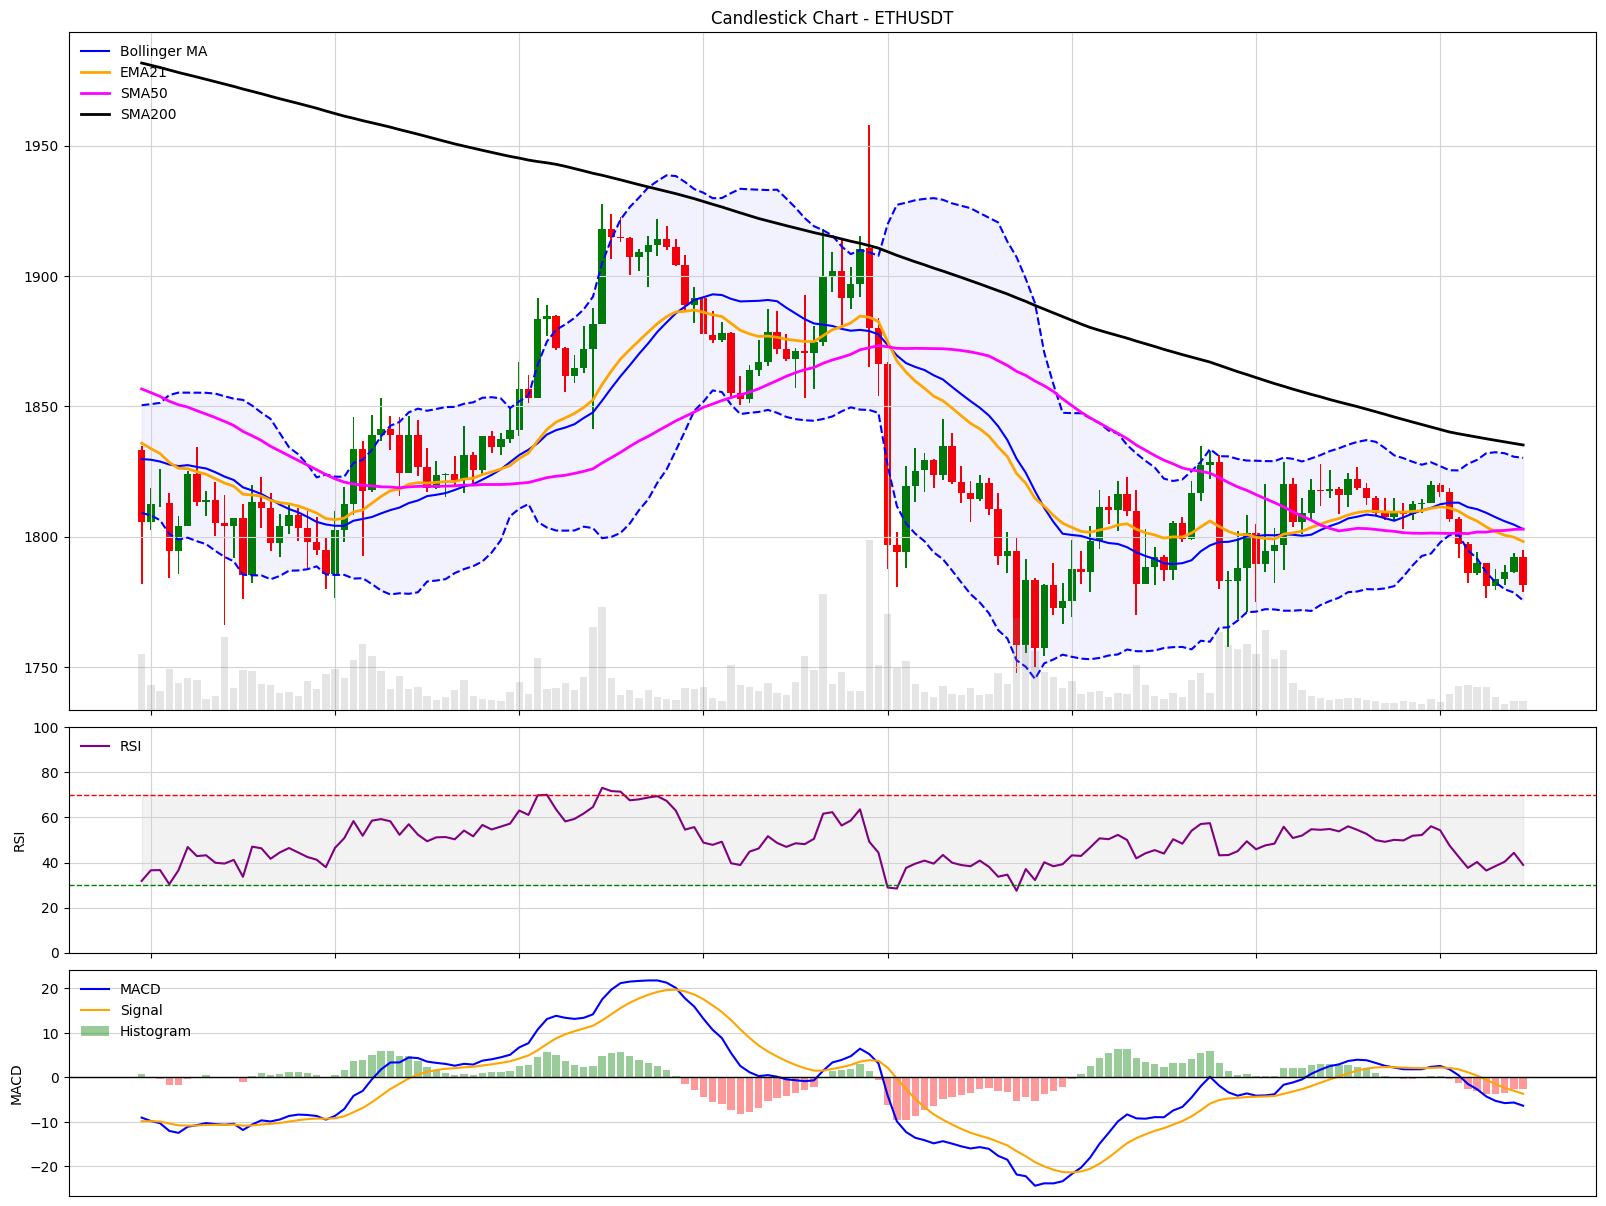 Candlestick Chart - ETHUSDT
Bollinger MA
EMA21
SMA50
SMA200
1950
1900
1850
1800
1750
RSI
100
80
60
40
20
0
RSI
MACD
Signal
Histogram
20
10
0
−10
−20
MACD